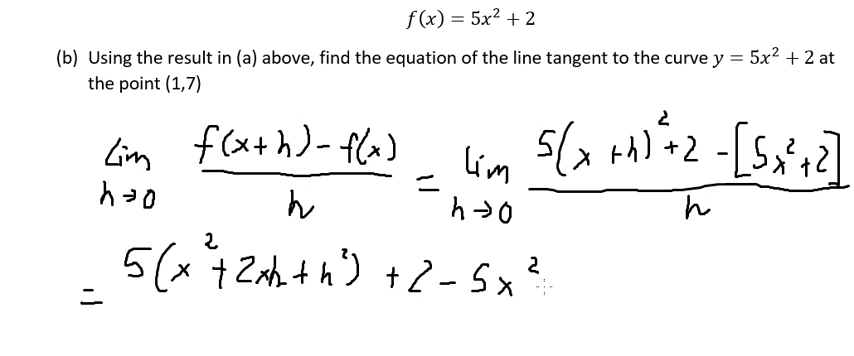 f(x) = 5x² + 2
(b) Using the result in (a) above, find the equation of the line tangent to the curve y = 5x² + 2 at
the point (1,7)
lim h→0 f(x+h)-f(x) / h = lim h→0 5(x+h)²+2-[5x²+2] / h
= 5(x²+2xh+h²)+2-5x²